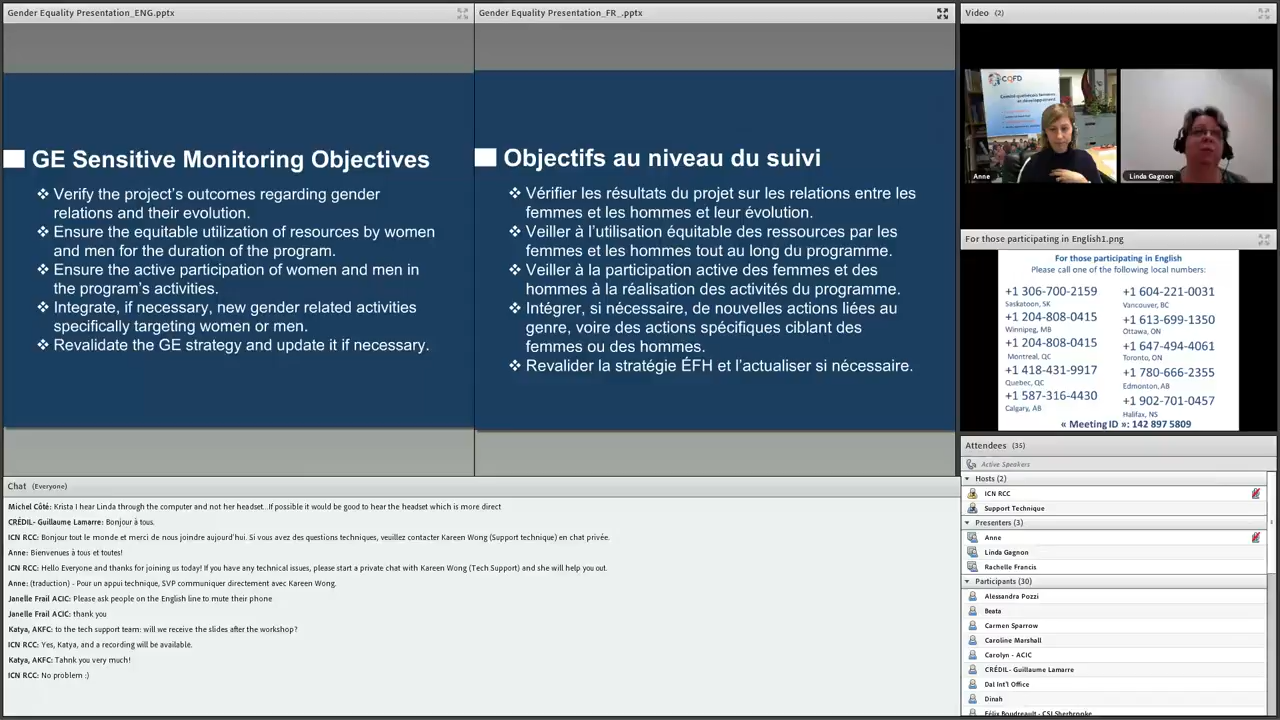 Gender Equality Presentation_ENG.pptx
GE Sensitive Monitoring Objectives
❖ Verify the project's outcomes regarding gender
relations and their evolution.
❖ Ensure the equitable utilization of resources by women
and men for the duration of the program.
❖ Ensure the active participation of women and men in
the program's activities.
❖ Integrate, if necessary, new gender related activities
specifically targeting women or men.
❖ Revalidate the GE strategy and update it if necessary.
Gender Equality Presentation_FR_.pptx
Objectifs au niveau du suivi
❖ Vérifier les résultats du projet sur les relations entre les
femmes et les hommes et leur évolution.
❖ Veiller à l'utilisation équitable des ressources par les
femmes et les hommes tout au long du programme.
❖ Veiller à la participation active des femmes et des
hommes à la réalisation des activités du programme.
❖ Intégrer, si nécessaire, de nouvelles actions liées au
genre, voire des actions spécifiques ciblant des
femmes ou des hommes.
❖ Revalider la stratégie ÉFH et l'actualiser si nécessaire.
Video (2)
CQFD
Anne
Linda Gagnon
For those participating in English1.png
For those participating in English
Please call one of the following local numbers:
+1 306-700-2159
Saskatoon, SK
+1 204-808-0415
Winnipeg, MB
+1 204-808-0415
Montreal, QC
+1 418-431-9917
Quebec, QC
+1 587-316-4430
Calgary, AB
+1 604-221-0031
Vancouver, BC
+1 613-699-1350
Ottawa, ON
+1 647-494-4061
Toronto, ON
+1 780-666-2355
Edmonton, AB
+1 902-701-0457
Halifax, NS
« Meeting ID »: 142 897 5809
Chat (Everyone)
Michel Côté: Krista I hear Linda through the computer and not her headset..If possible it would be good to hear the headset which is more direct
CRÉDIL- Guillaume Lamarre: Bonjour à tous.
ICN RCC: Bonjour tout le monde et merci de nous joindre aujourd'hui. Si vous avez des questions techniques, veuillez contacter Kareen Wong (Support technique) en chat privée.
Anne: Bienvenues à tous et toutes!
ICN RCC: Hello Everyone and thanks for joining us today! If you have any technical issues, please start a private chat with Kareen Wong (Tech Support) and she will help you out.
Anne: (traduction) - Pour un appui technique, SVP communiquer directement avec Kareen Wong.
Janelle Frail ACIC: Please ask people on the English line to mute their phone
Janelle Frail ACIC: thank you
Katya, AKFC: to the tech support team: will we receive the slides after the workshop?
ICN RCC: Yes, Katya, and a recording will be available.
Katya, AKFC: Tahnk you very much!
ICN RCC: No problem :)
Attendees (35)
Active Speakers
Hosts (2)
ICN RCC
Support Technique
Presenters (3)
Anne
Linda Gagnon
Rachelle Francis
Participants (30)
Alessandra Pozzi
Beata
Carmen Sparrow
Caroline Marshall
Carolyn - ACIC
CRÉDIL- Guillaume Lamarre
Dal Int'l Office
Dinah
Félix Boudreault - CSI Sherbrooke